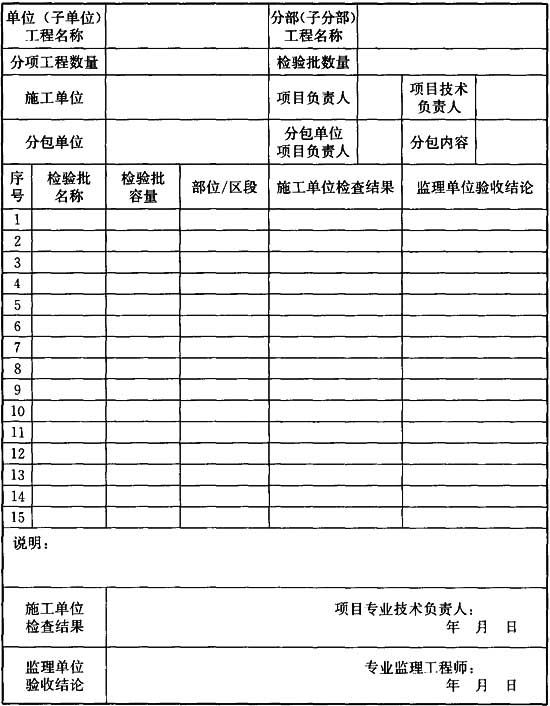 单位（子单位）
工程名称
分部（子分部）
工程名称
分项工程数量
检验批数量
施工单位
项目负责人
项目技术
负责人
分包单位
分包单位
项目负责人
分包内容
序
号
检验批
名称
检验批
容量
部位/区段
施工单位检查结果
监理单位验收结论
1
2
3
4
5
6
7
8
9
10
11
12
13
14
15
说明：
施工单位
检查结果
项目专业技术负责人：
年 月 日
监理单位
验收结论
专业监理工程师：
年 月 日